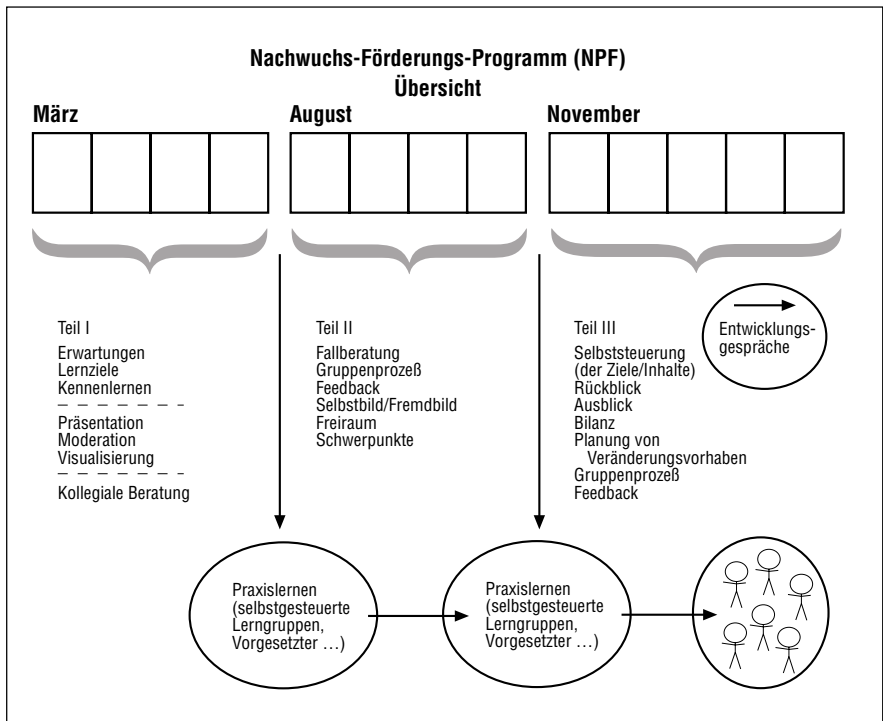 Nachwuchs-Förderungs-Programm (NPF)
Übersicht
März
August
November
Teil I
Erwartungen
Lernziele
Kennenlernen
Präsentation
Moderation
Visualisierung
Kollegiale Beratung
Teil II
Fallberatung
Gruppenprozeß
Feedback
Selbstbild/Fremdbild
Freiraum
Schwerpunkte
Teil III
Selbststeuerung
(der Ziele/Inhalte)
Rückblick
Ausblick
Bilanz
Planung von
Veränderungsvorhaben
Gruppenprozeß
Feedback
Entwicklungs-
gespräche
Praxislernen
(selbstgesteuerte
Lerngruppen,
Vorgesetzter …)
Praxislernen
(selbstgesteuerte
Lerngruppen,
Vorgesetzter …)